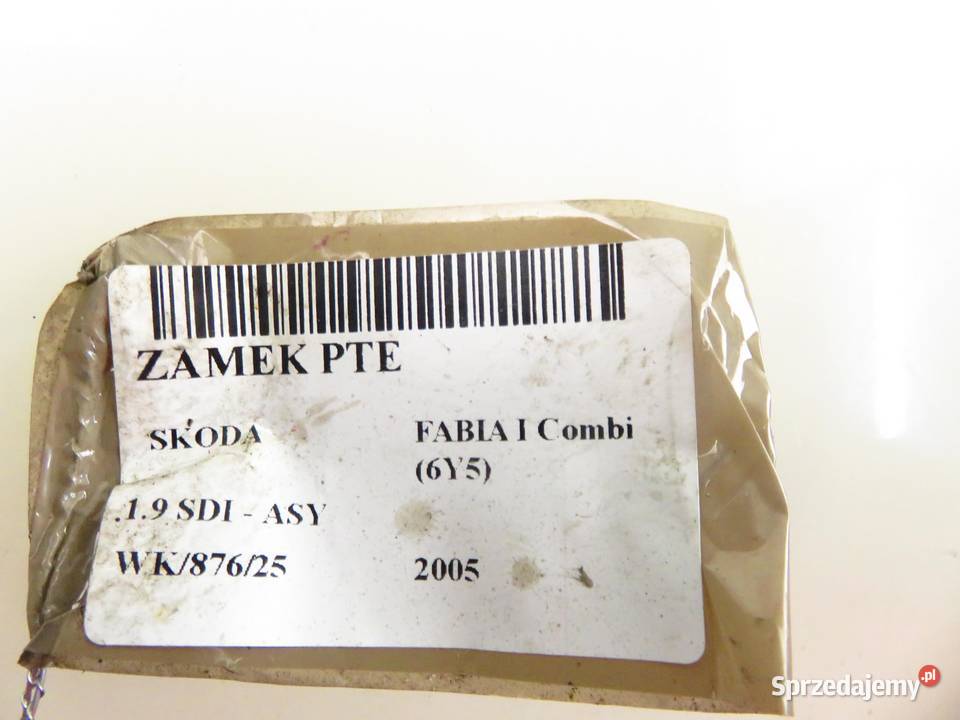 ZAMEK PTE
SKODA FABIA I Combi
(6Y5)
.1.9 SDI - ASY
WK/876/25 2005
Sprzedajemy.pl